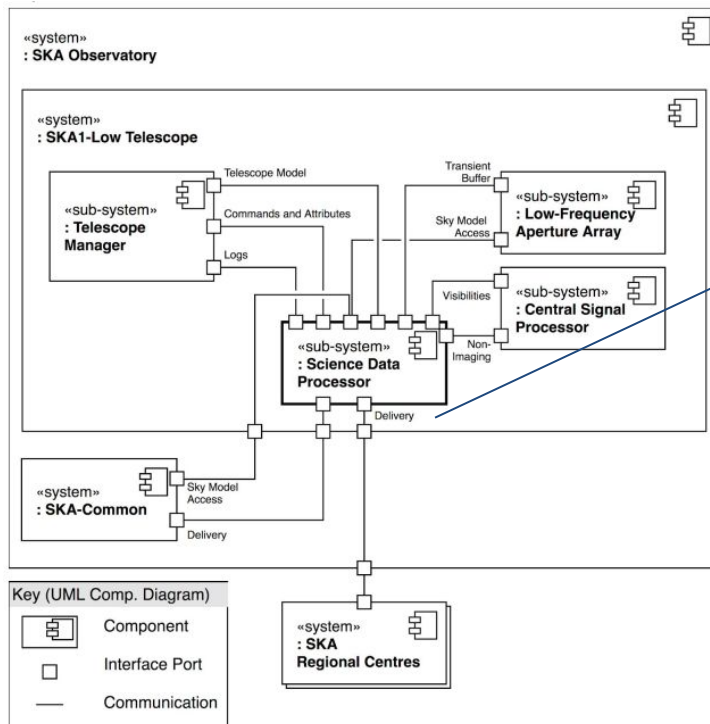 «system»
: SKA Observatory
«system»
: SKA1-Low Telescope
«sub-system»
: Telescope
Manager
Telescope Model
Commands and Attributes
Logs
Transient
Buffer
Sky Model
Access
«sub-system»
: Low-Frequency
Aperture Array
Visibilities
Non-
Imaging
«sub-system»
: Central Signal
Processor
«sub-system»
: Science Data
Processor
Delivery
«system»
: SKA-Common
Sky Model
Access
Delivery
«system»
: SKA
Regional Centres
Key (UML Comp. Diagram)
Component
Interface Port
Communication